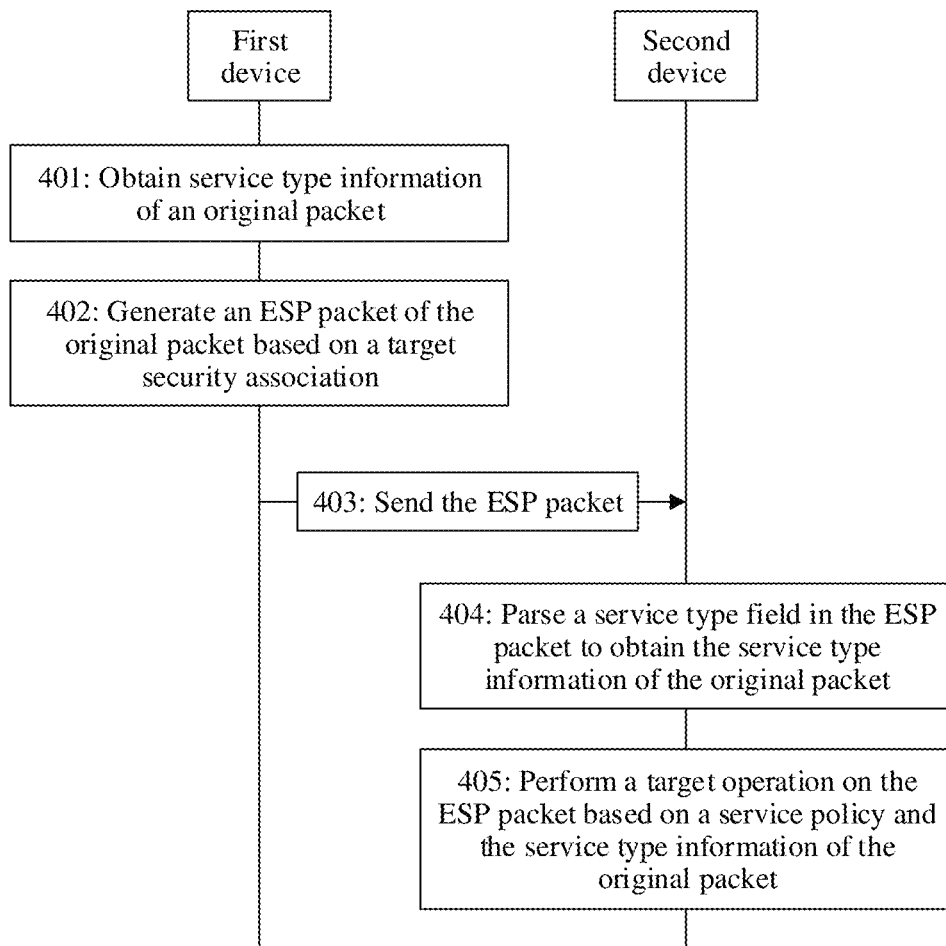 First
device
Second
device
401: Obtain service type information
of an original packet
402: Generate an ESP packet of the
original packet based on a target
security association
403: Send the ESP packet
404: Parse a service type field in the ESP
packet to obtain the service type
information of the original packet
405: Perform a target operation on the
ESP packet based on a service policy and
the service type information of the
original packet